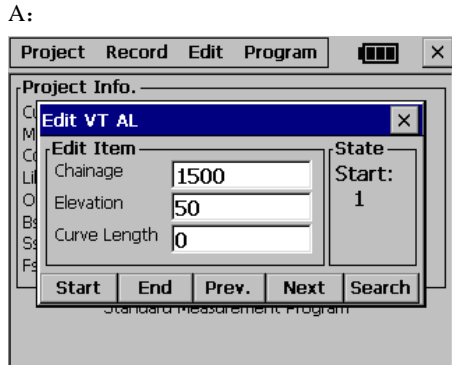 A:
Project Record Edit Program ×
Project Info.
Edit VT AL ×
Edit Item
State
Chainage 1500
Start:
Elevation 50
1
Curve Length 0
Start End Prev. Next Search
Standard Measurement Program